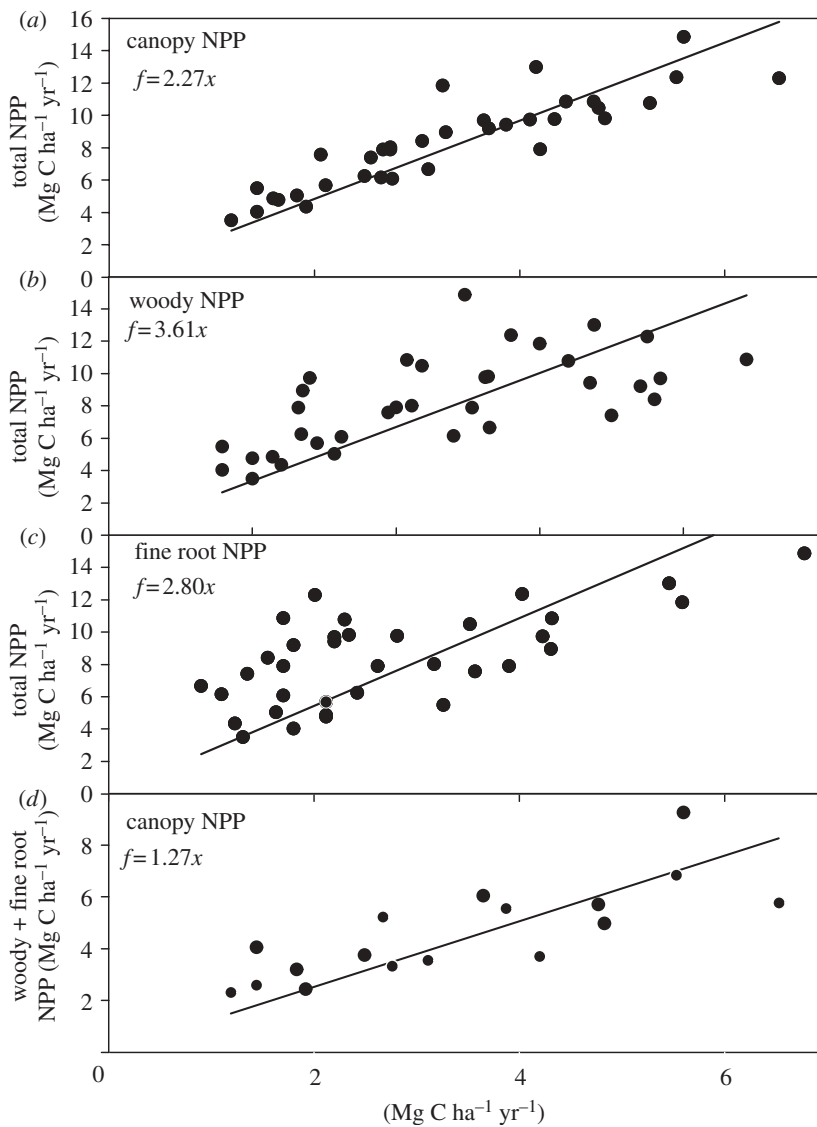 (a)
canopy NPP
f=2.27x
total NPP
(Mg C ha⁻¹ yr⁻¹)
16
14
12
10
8
6
4
2
0
(b)
woody NPP
f=3.61x
total NPP
(Mg C ha⁻¹ yr⁻¹)
14
12
10
8
6
4
2
0
(c)
fine root NPP
f=2.80x
total NPP
(Mg C ha⁻¹ yr⁻¹)
14
12
10
8
6
4
2
0
(d)
canopy NPP
f=1.27x
woody + fine root
NPP (Mg C ha⁻¹ yr⁻¹)
8
6
4
2
0 2 4 6
(Mg C ha⁻¹ yr⁻¹)